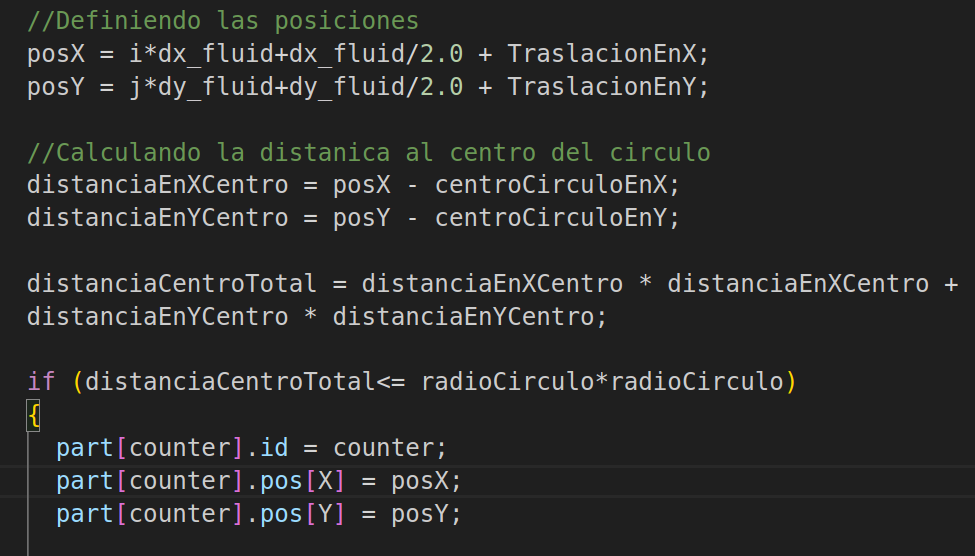 //Definiendo las posiciones
posX = i*dx_fluid+dx_fluid/2.0 + TraslacionEnX;
posY = j*dy_fluid+dy_fluid/2.0 + TraslacionEnY;
//Calculando la distanica al centro del circulo
distanciaEnXCentro = posX - centroCirculoEnX;
distanciaEnYCentro = posY - centroCirculoEnY;
distanciaCentroTotal = distanciaEnXCentro * distanciaEnXCentro +
distanciaEnYCentro * distanciaEnYCentro;
if (distanciaCentroTotal<= radioCirculo*radioCirculo)
{
part[counter].id = counter;
part[counter].pos[X] = posX;
part[counter].pos[Y] = posY;